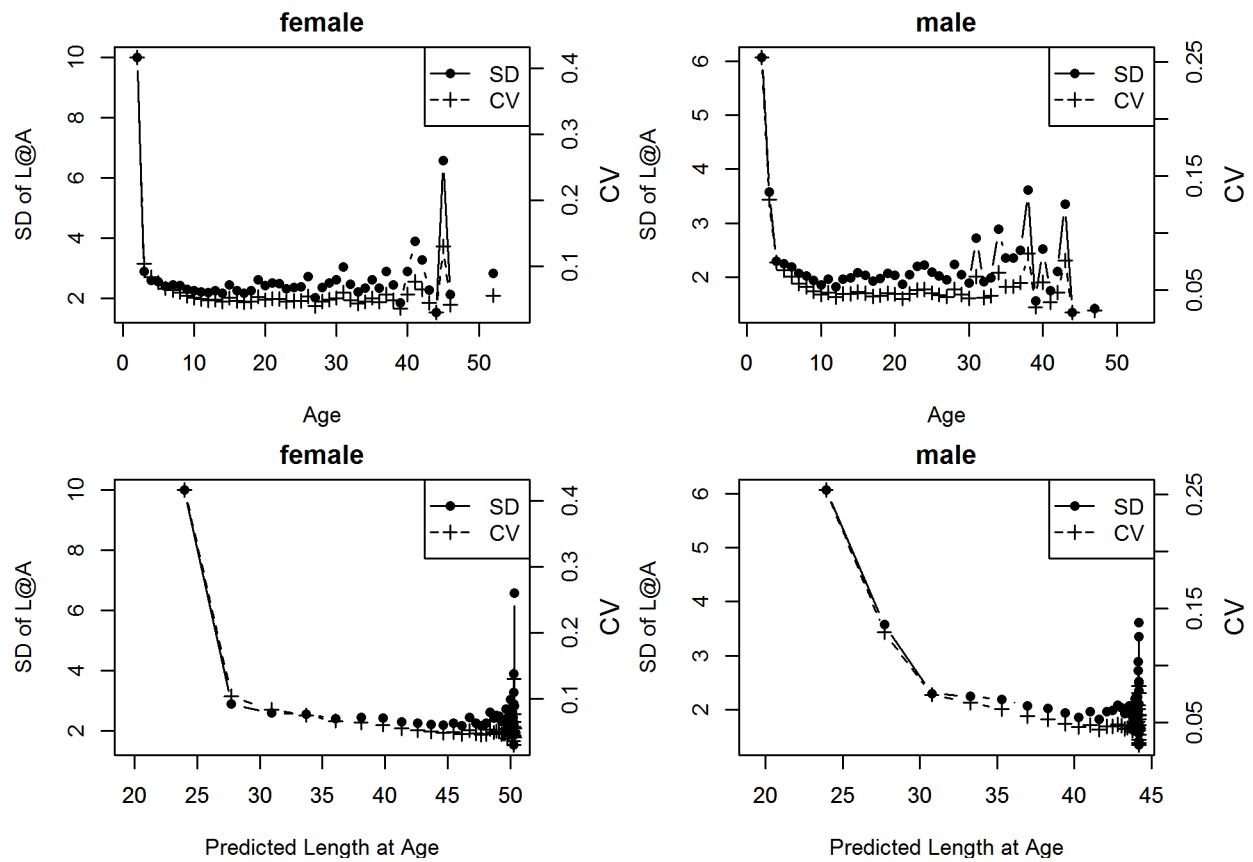 female
SD of L@A
10
8
6
4
2
0 10 20 30 40 50
Age
CV
0.4
0.3
0.2
0.1
SD
CV
male
SD of L@A
6
5
4
3
2
0 10 20 30 40 50
Age
CV
0.25
0.15
0.05
SD
CV
female
SD of L@A
10
8
6
4
2
20 25 30 35 40 45 50
Predicted Length at Age
CV
0.4
0.3
0.2
0.1
SD
CV
male
SD of L@A
6
5
4
3
2
20 25 30 35 40 45
Predicted Length at Age
CV
0.25
0.15
0.05
SD
CV